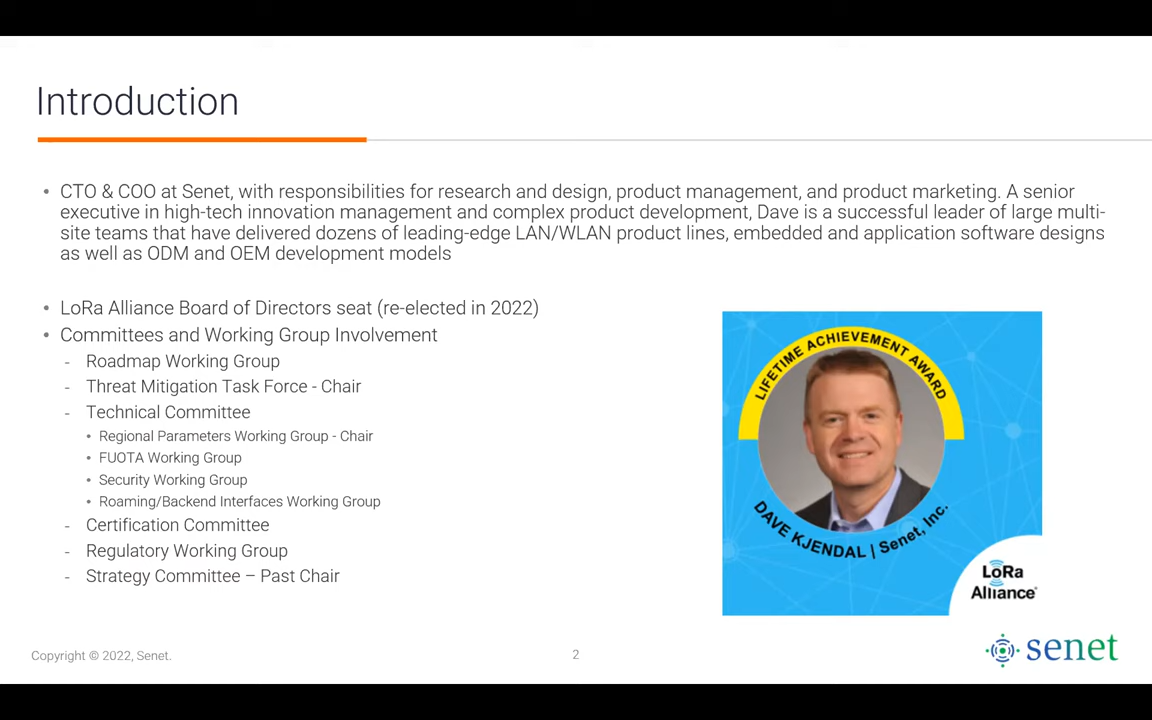 Introduction
• CTO & COO at Senet, with responsibilities for research and design, product management, and product marketing. A senior
executive in high-tech innovation management and complex product development, Dave is a successful leader of large multi-
site teams that have delivered dozens of leading-edge LAN/WLAN product lines, embedded and application software designs
as well as ODM and OEM development models
• LoRa Alliance Board of Directors seat (re-elected in 2022)
• Committees and Working Group Involvement
- Roadmap Working Group
- Threat Mitigation Task Force - Chair
- Technical Committee
• Regional Parameters Working Group - Chair
• FUOTA Working Group
• Security Working Group
• Roaming/Backend Interfaces Working Group
- Certification Committee
- Regulatory Working Group
- Strategy Committee – Past Chair
LIFETIME ACHIEVEMENT AWARD
DAVE KJENDAL | Senet, Inc.
LoRa
Alliance®
Copyright © 2022, Senet.
2
senet